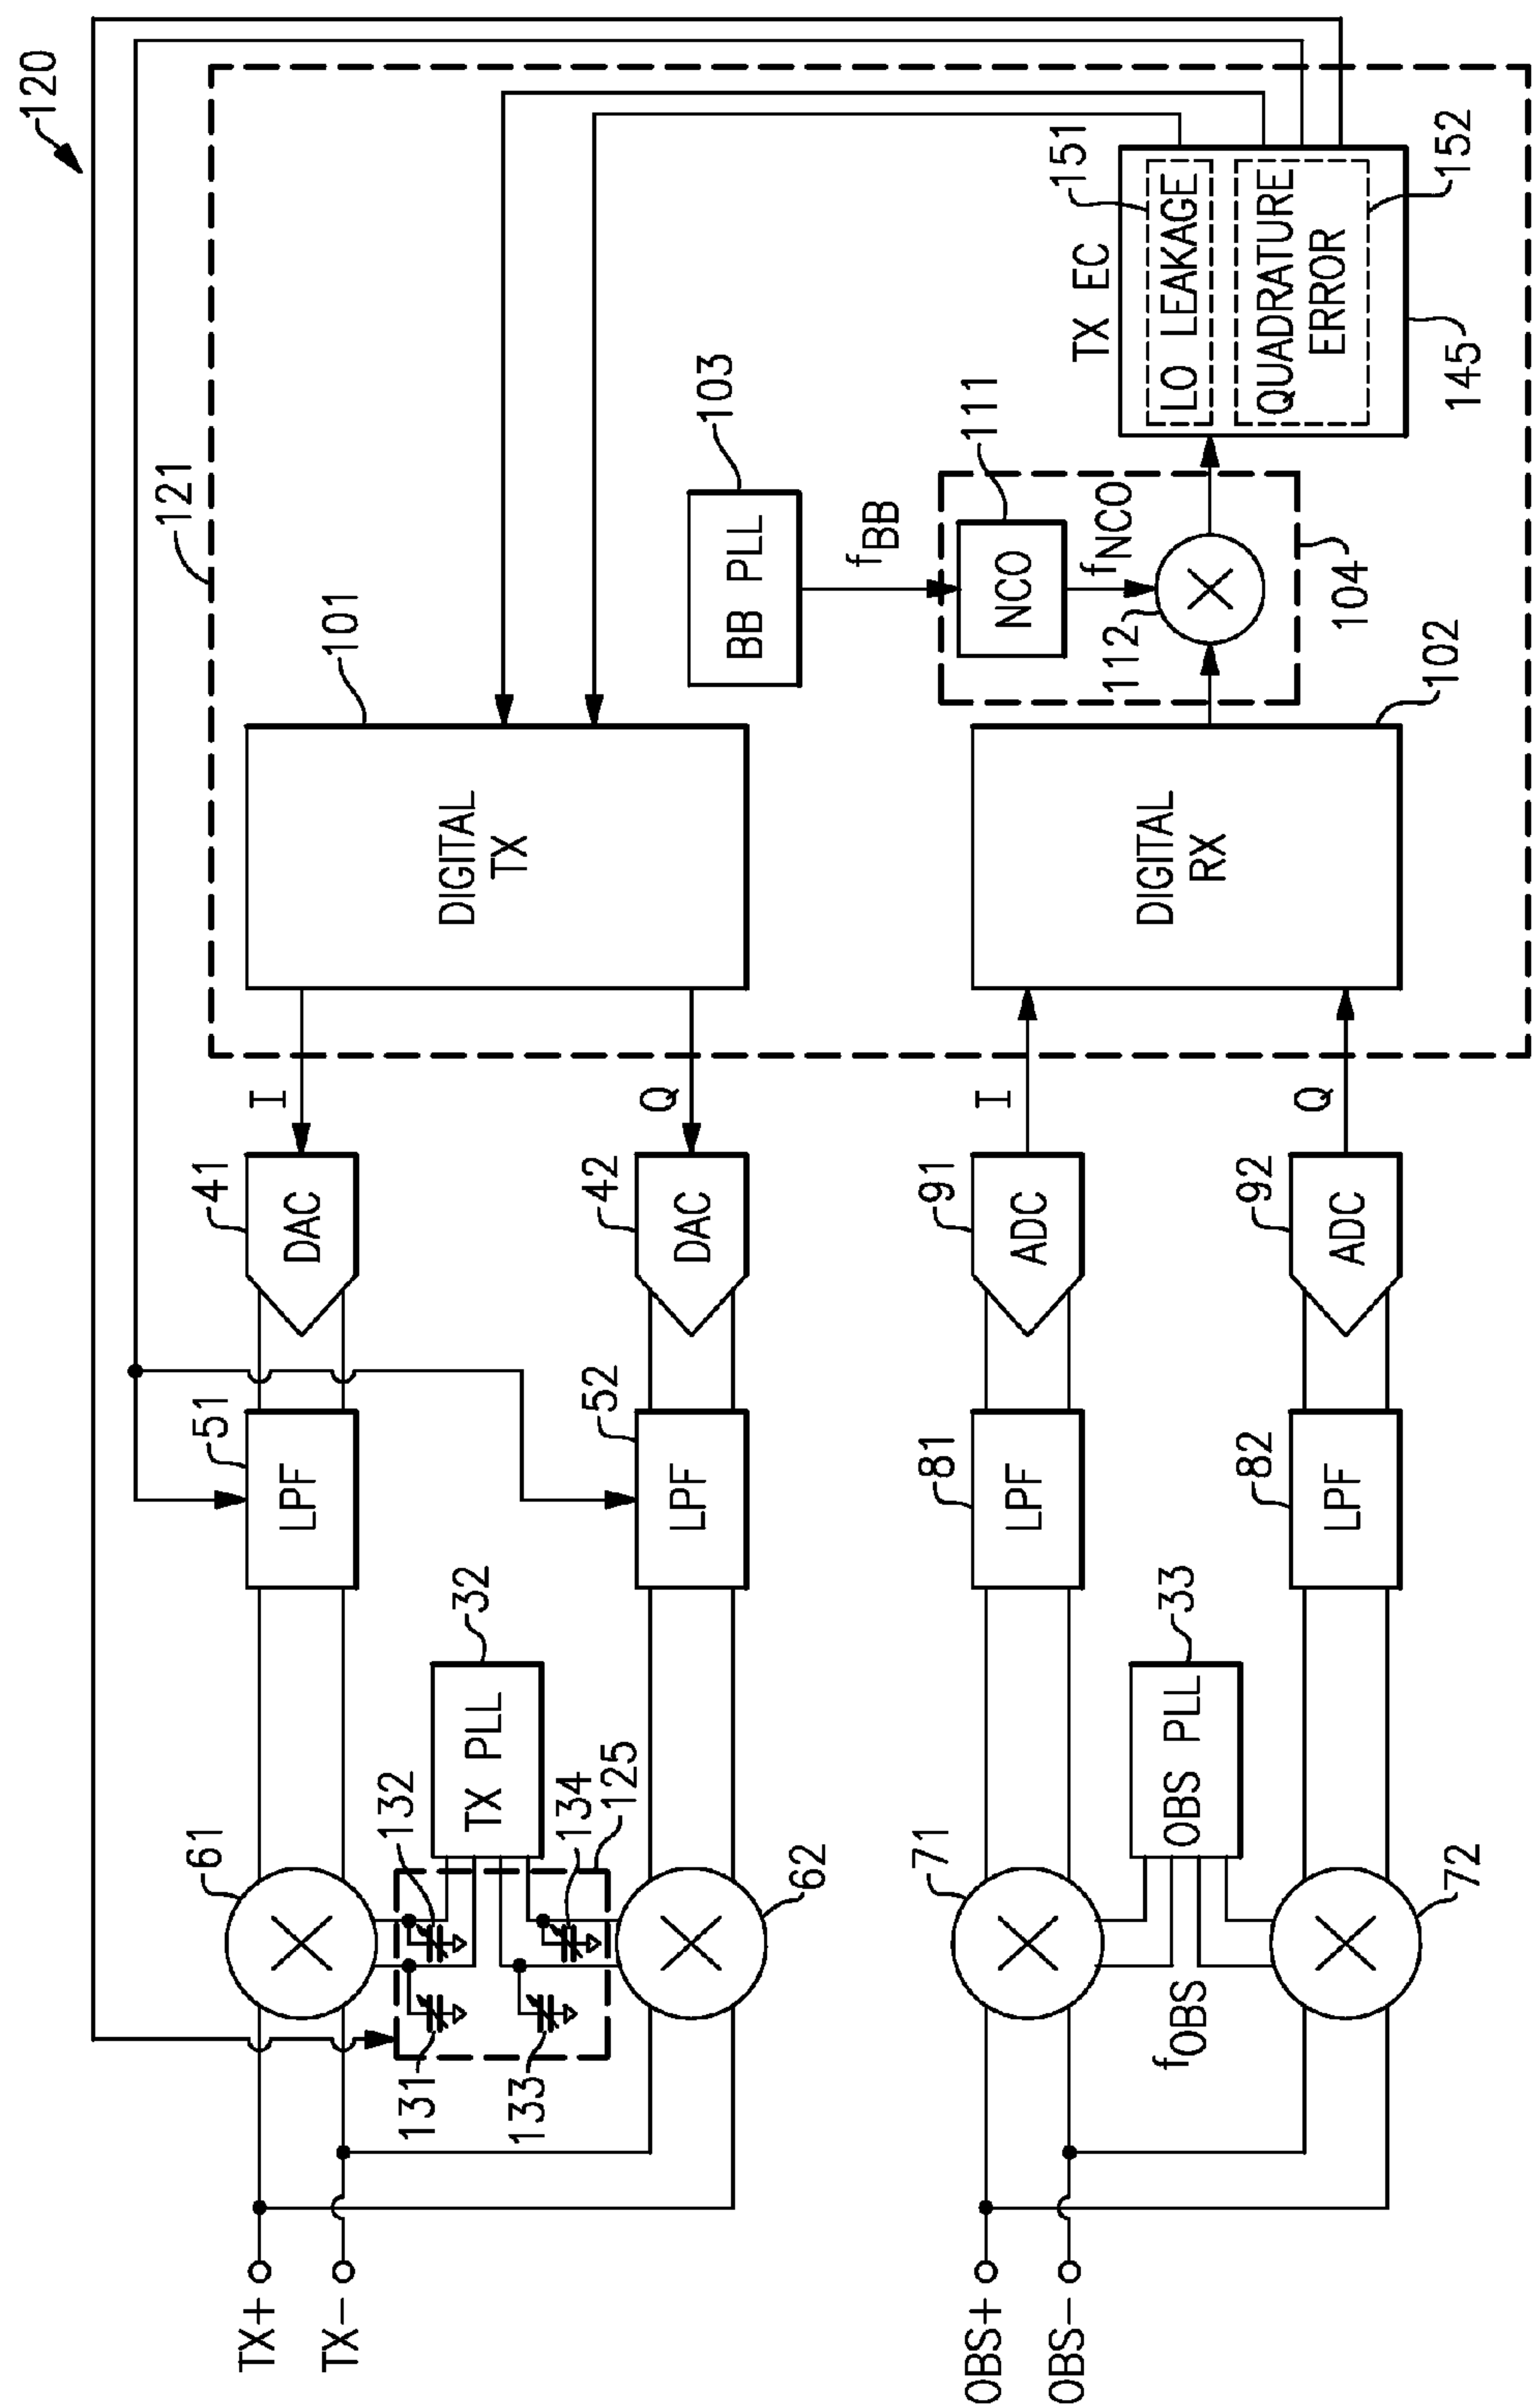 120
121
TX+
TX-
61
131
132
133
134
125
TX PLL
32
62
51
LPF
52
LPF
41
DAC
42
DAC
I
Q
101
DIGITAL
TX
BB PLL
103
f_BB
NCO
111
f_NCO
112
104
TX EC
LO LEAKAGE
151
QUADRATURE
ERROR
152
145
OBS+
OBS-
71
OBS PLL
33
f_OBS
72
81
LPF
82
LPF
91
ADC
92
ADC
I
Q
DIGITAL
RX
102